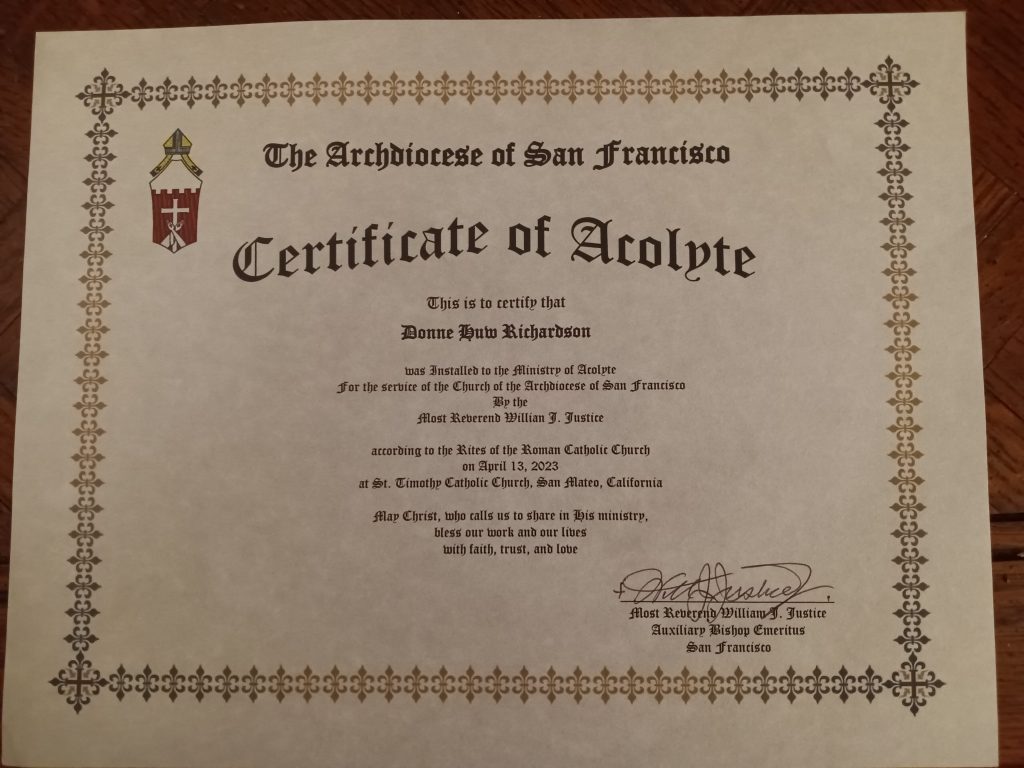 The Archdiocese of San Francisco
Certificate of Acolyte
This is to certify that
Donne Huw Richardson
was Installed to the Ministry of Acolyte
For the service of the Church of the Archdiocese of San Francisco
By the
Most Reverend Willian J. Justice
according to the Rites of the Roman Catholic Church
on April 13, 2023
at St. Timothy Catholic Church, San Mateo, California
May Christ, who calls us to share in His ministry,
bless our work and our lives
with faith, trust, and love
Most Reverend William J. Justice
Auxiliary Bishop Emeritus
San Francisco